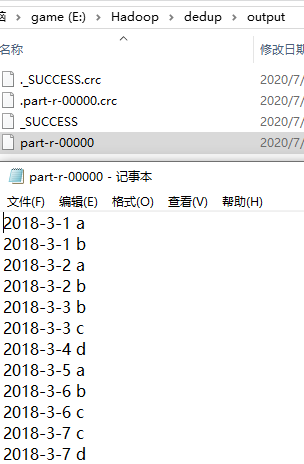 game (E:) > Hadoop > dedup > output
名称
修改日期
._SUCCESS.crc
2020/7/
.part-r-00000.crc
2020/7/
_SUCCESS
2020/7/
part-r-00000
2020/7/
part-r-00000 - 记事本
文件(F) 编辑(E) 格式(O) 查看(V) 帮助(H)
2018-3-1 a
2018-3-1 b
2018-3-2 a
2018-3-2 b
2018-3-3 b
2018-3-3 c
2018-3-4 d
2018-3-5 a
2018-3-6 b
2018-3-6 c
2018-3-7 c
2018-3-7 d